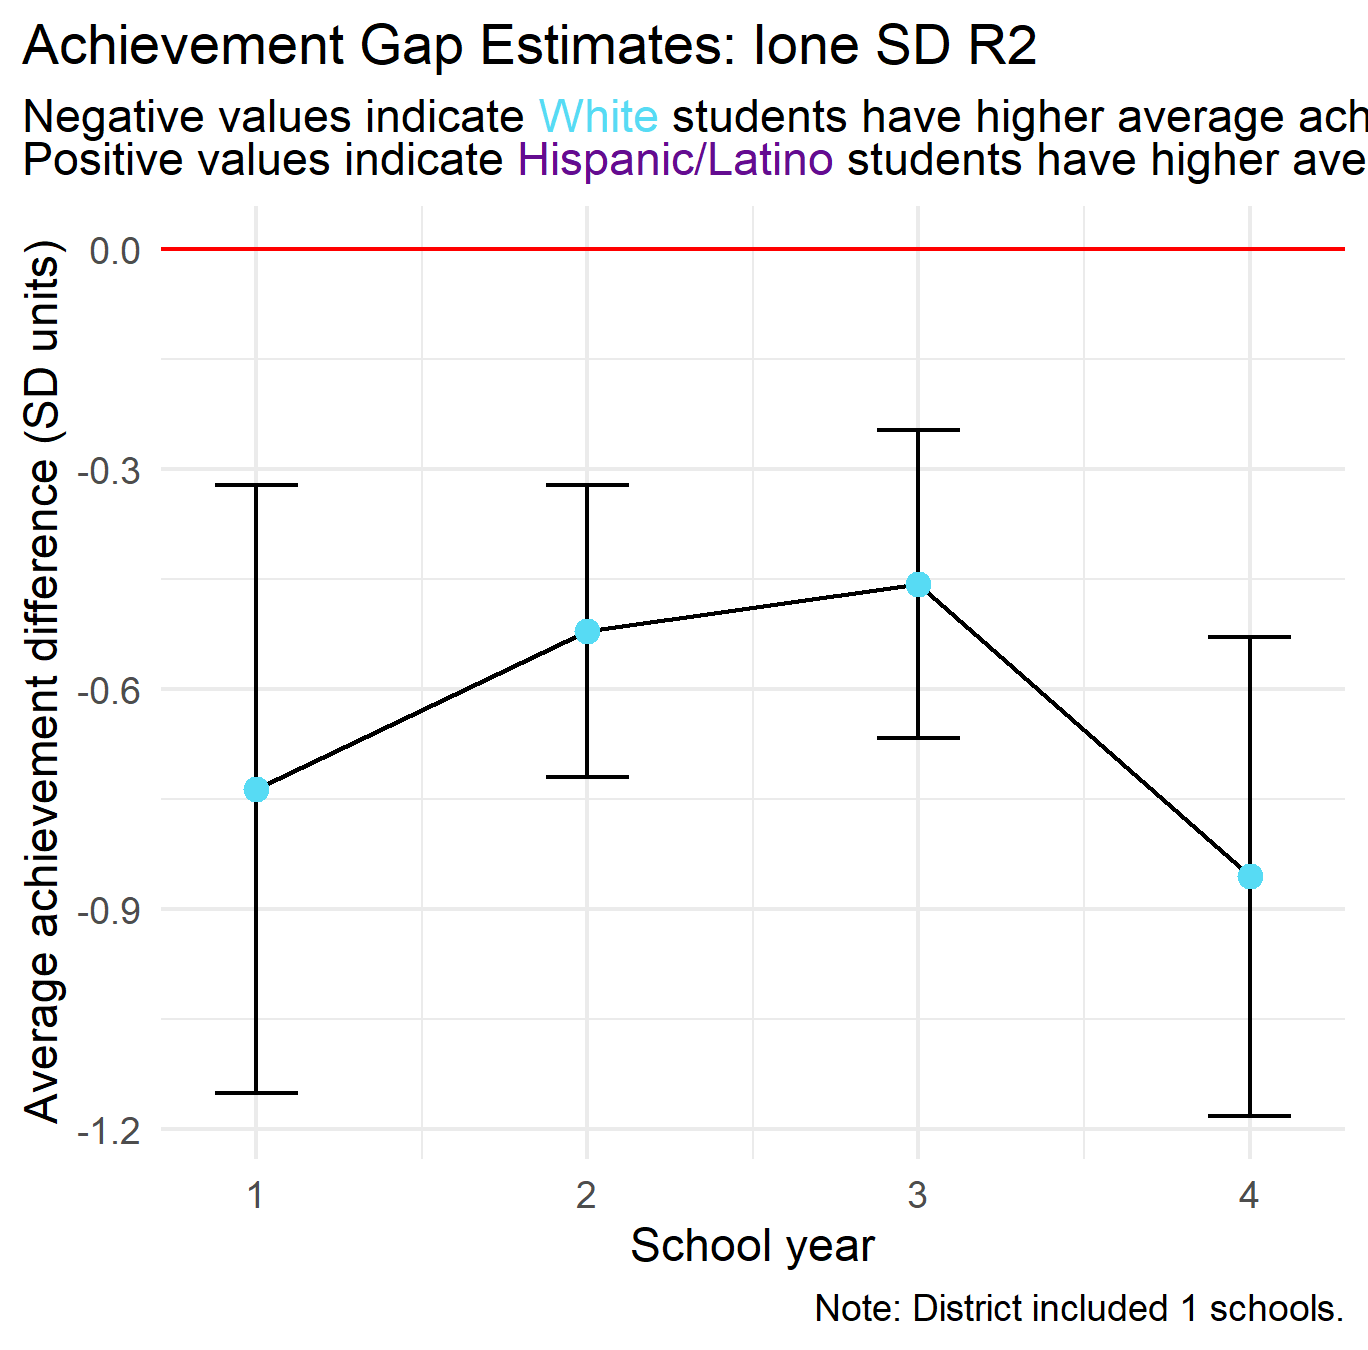 Achievement Gap Estimates: Ione SD R2
Negative values indicate White students have higher average ach
Positive values indicate Hispanic/Latino students have higher ave
Average achievement difference (SD units)
0.0
-0.3
-0.6
-0.9
-1.2
1 2 3 4
School year
Note: District included 1 schools.